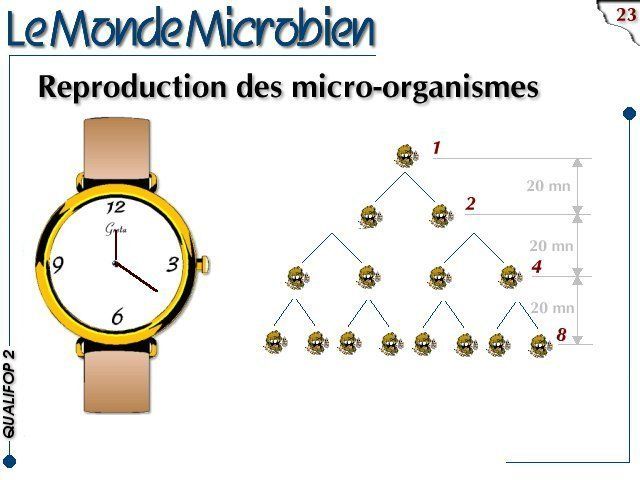 Le Monde Microbien
23
Reproduction des micro-organismes
12
Greta
9
3
6
1
20 mn
2
20 mn
4
20 mn
8
QUALIFOP 2